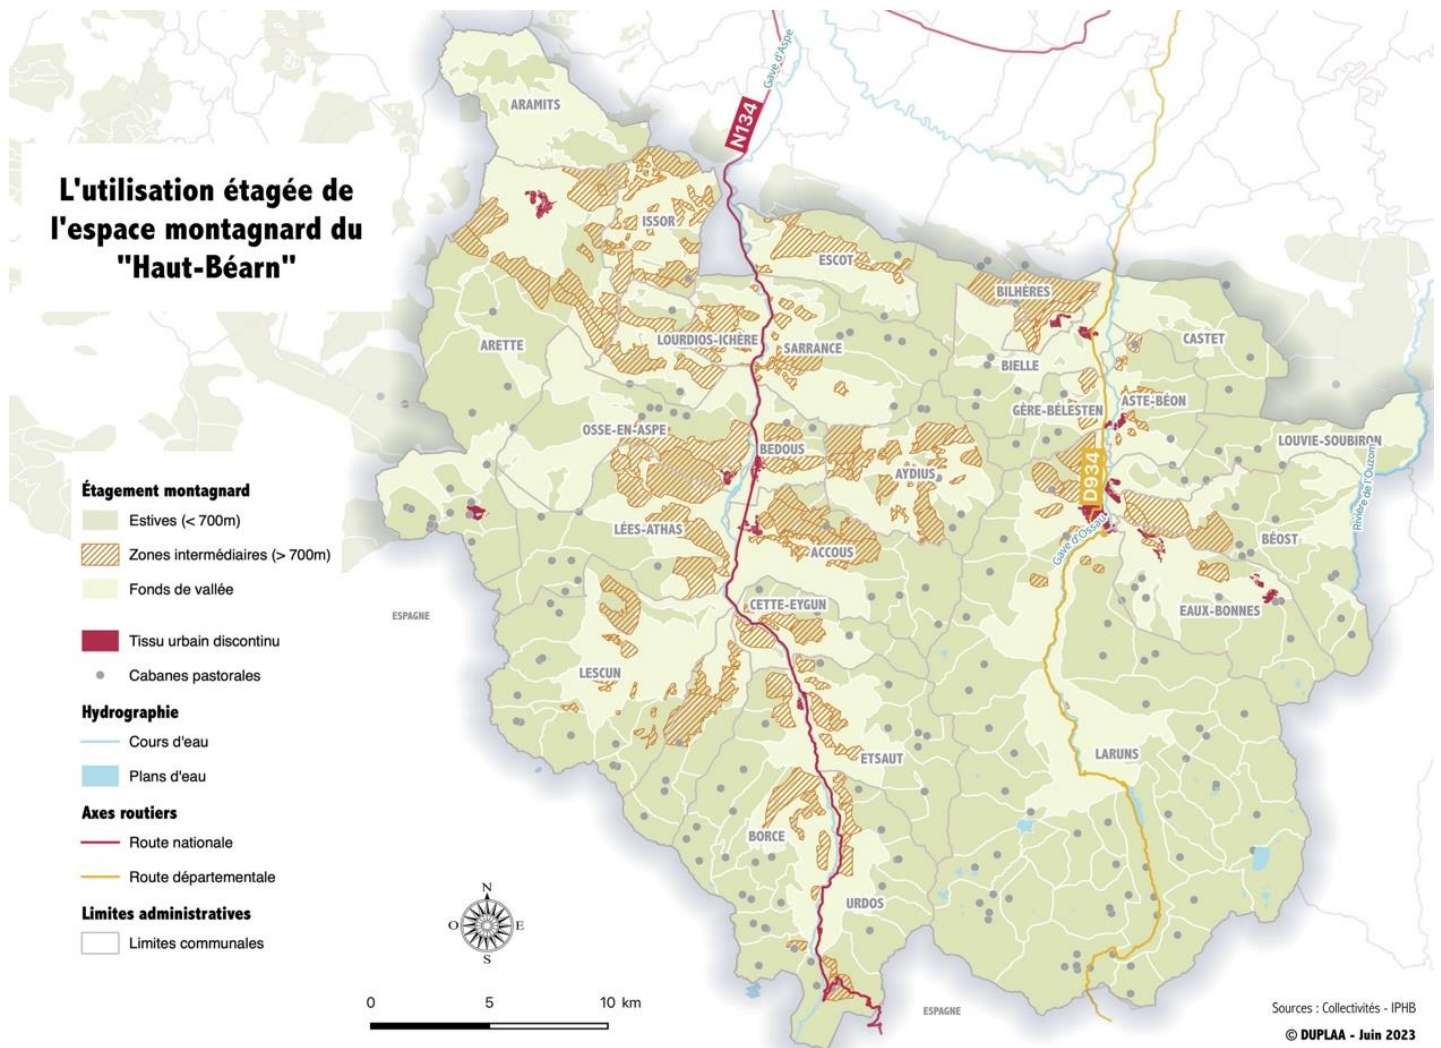 L'utilisation étagée de
l'espace montagnard du
"Haut-Béarn"
Étagement montagnard
Estives (< 700m)
Zones intermédiaires (> 700m)
Fonds de vallée
Tissu urbain discontinu
Cabanes pastorales
Hydrographie
Cours d'eau
Plans d'eau
Axes routiers
Route nationale
Route départementale
Limites administratives
Limites communales
Gave d'Aspe
N134
ARAMITS
ISSOR
ESCOT
BILHÈRES
ARETTE
LOURDIOS-ICHÈRE
SARRANCE
CASTET
BIELLE
GÈRE-BÉLESTEN
ASTE-BÉON
OSSE-EN-ASPE
BEDOUS
LOUVIE-SOUBIRON
AYDIUS
D934
Rivière de l'Ouzom
LÉES-ATHAS
ACCOUS
Gave d'Ossau
BÉOST
CETTE-EYGUN
EAUX-BONNES
ESPAGNE
LESCUN
ETSAUT
LARUNS
BORCE
URDOS
N
O
E
S
0
5
10 km
ESPAGNE
Sources : Collectivités - IPHB
© DUPLAA - Juin 2023